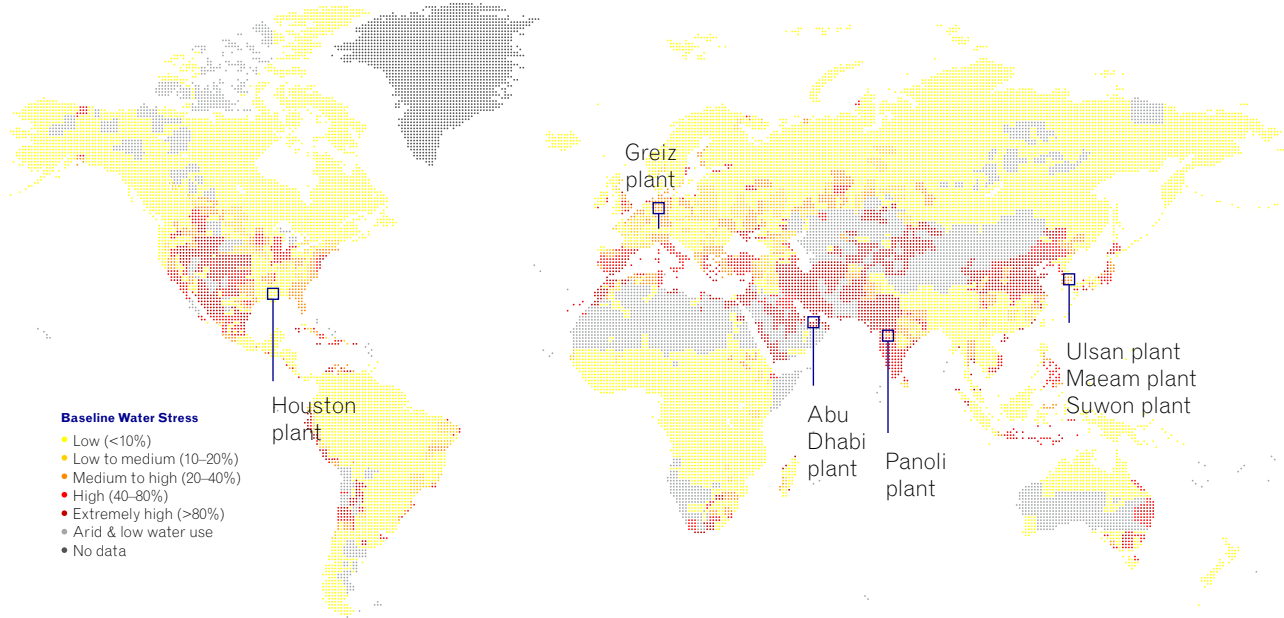 Greiz
plant
Houston
plant
Abu
Dhabi
plant
Panoli
plant
Ulsan plant
Maeam plant
Suwon plant
Baseline Water Stress
Low (<10%)
Low to medium (10–20%)
Medium to high (20–40%)
High (40–80%)
Extremely high (>80%)
Arid & low water use
No data